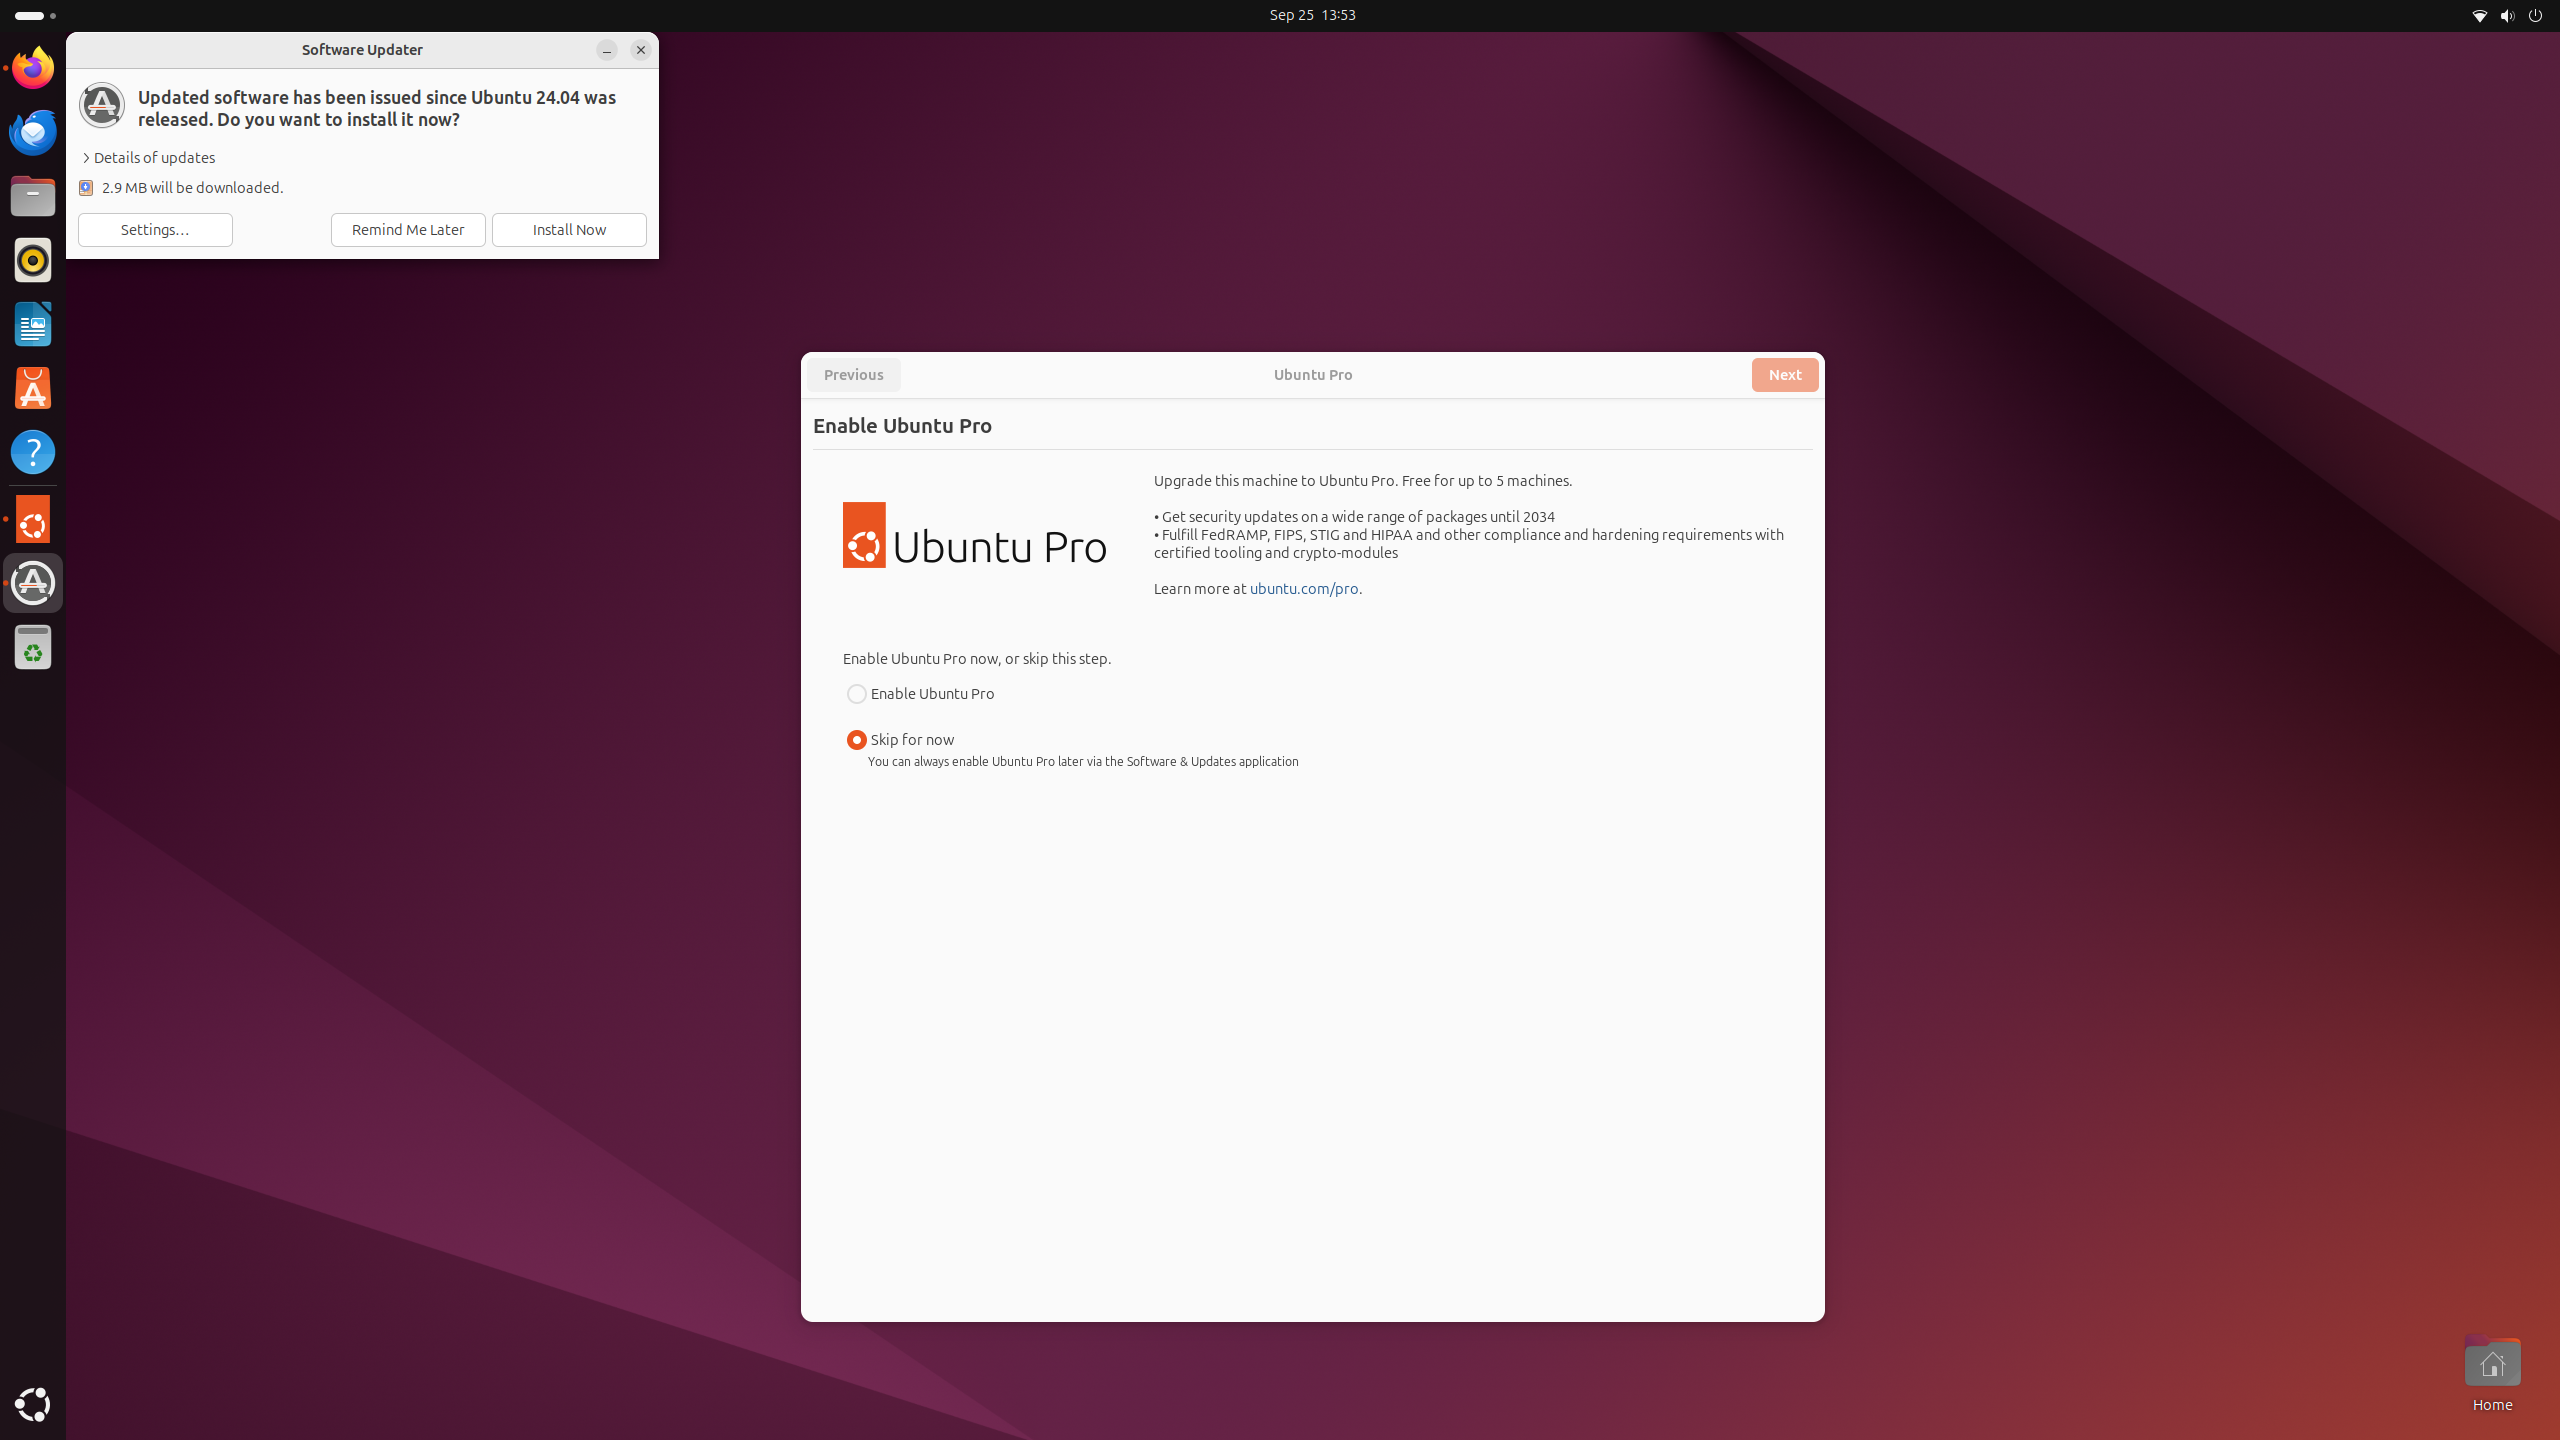 Sep 25 13:53
Software Updater
Updated software has been issued since Ubuntu 24.04 was
released. Do you want to install it now?
Details of updates
2.9 MB will be downloaded.
Settings…
Remind Me Later
Install Now
Previous
Ubuntu Pro
Next
Enable Ubuntu Pro
Ubuntu Pro
Upgrade this machine to Ubuntu Pro. Free for up to 5 machines.
• Get security updates on a wide range of packages until 2034
• Fulfill FedRAMP, FIPS, STIG and HIPAA and other compliance and hardening requirements with
certified tooling and crypto-modules
Learn more at ubuntu.com/pro.
Enable Ubuntu Pro now, or skip this step.
Enable Ubuntu Pro
Skip for now
You can always enable Ubuntu Pro later via the Software & Updates application
Home